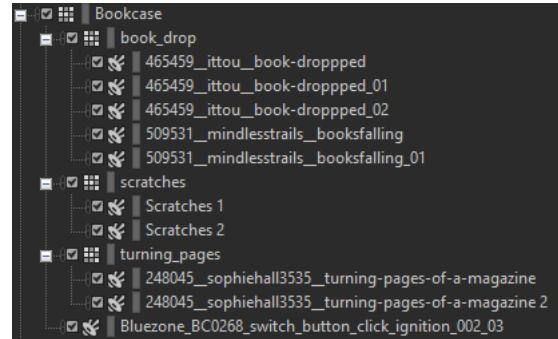 Bookcase
book_drop
465459__ittou__book-droppped
465459__ittou__book-droppped_01
465459__ittou__book-droppped_02
509531__mindlesstrails__booksfalling
509531__mindlesstrails__booksfalling_01
scratches
Scratches 1
Scratches 2
turning_pages
248045__sophiehall3535__turning-pages-of-a-magazine
248045__sophiehall3535__turning-pages-of-a-magazine 2
Bluezone_BC0268_switch_button_click_ignition_002_03